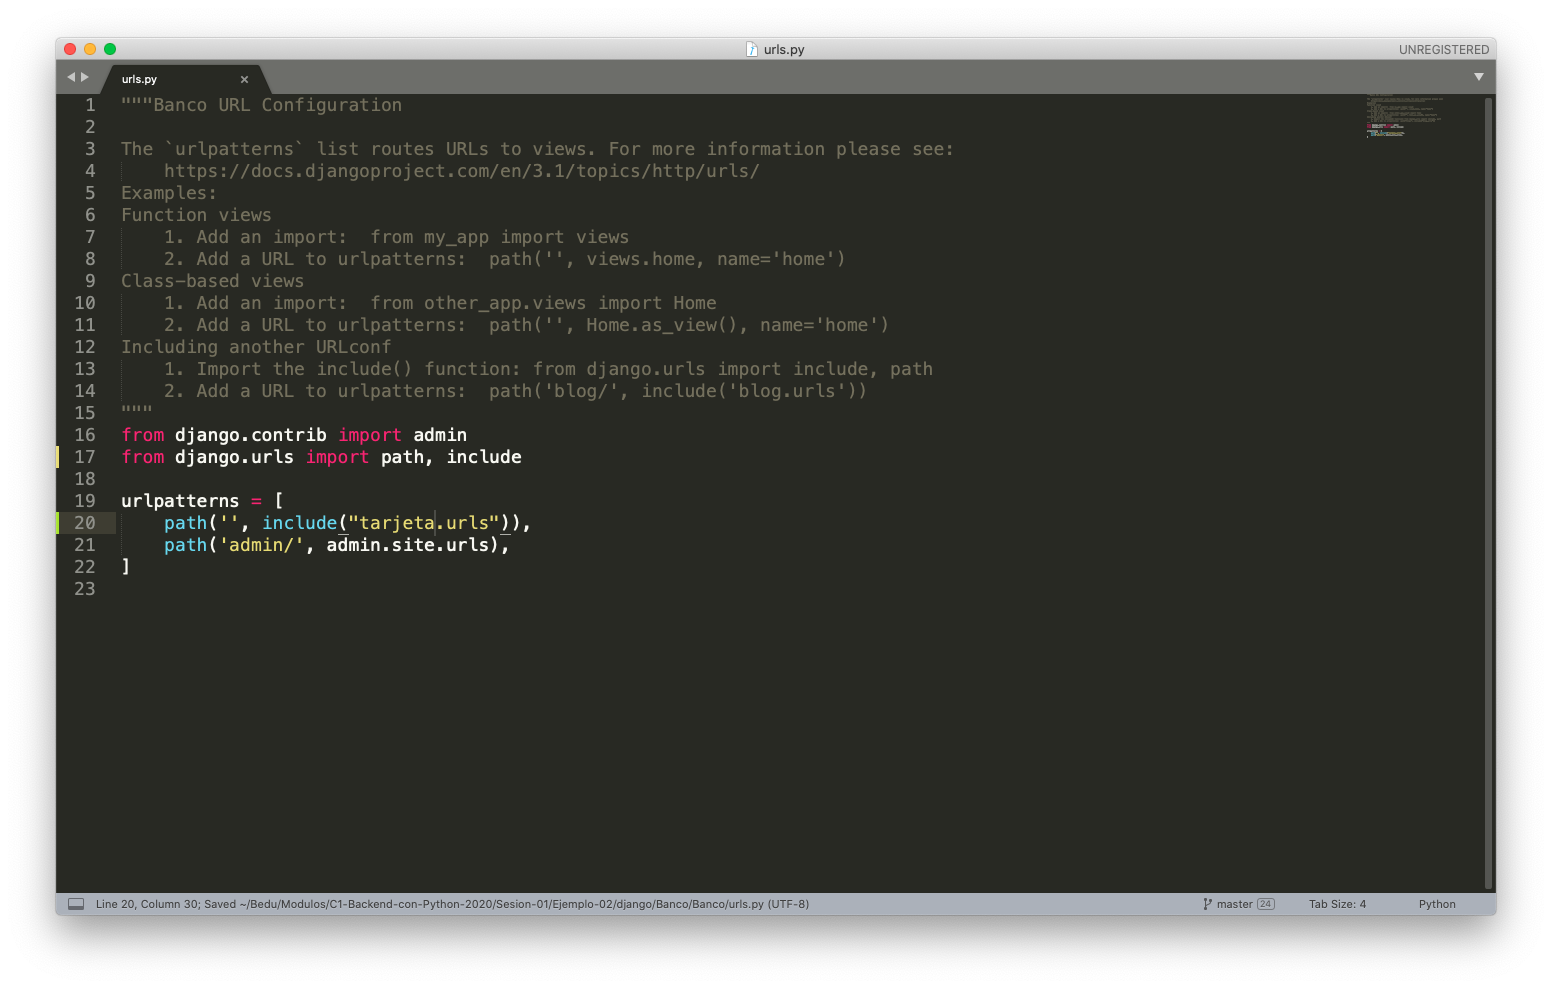 urls.py
UNREGISTERED
urls.py
1 """Banco URL Configuration
2
3 The `urlpatterns` list routes URLs to views. For more information please see:
4     https://docs.djangoproject.com/en/3.1/topics/http/urls/
5 Examples:
6 Function views
7     1. Add an import:  from my_app import views
8     2. Add a URL to urlpatterns:  path('', views.home, name='home')
9 Class-based views
10     1. Add an import:  from other_app.views import Home
11     2. Add a URL to urlpatterns:  path('', Home.as_view(), name='home')
12 Including another URLconf
13     1. Import the include() function: from django.urls import include, path
14     2. Add a URL to urlpatterns:  path('blog/', include('blog.urls'))
15 """
16 from django.contrib import admin
17 from django.urls import path, include
18
19 urlpatterns = [
20     path('', include("tarjeta.urls")),
21     path('admin/', admin.site.urls),
22 ]
23
Line 20, Column 30; Saved ~/Bedu/Modulos/C1-Backend-con-Python-2020/Sesion-01/Ejemplo-02/django/Banco/Banco/urls.py (UTF-8)
master 24
Tab Size: 4
Python